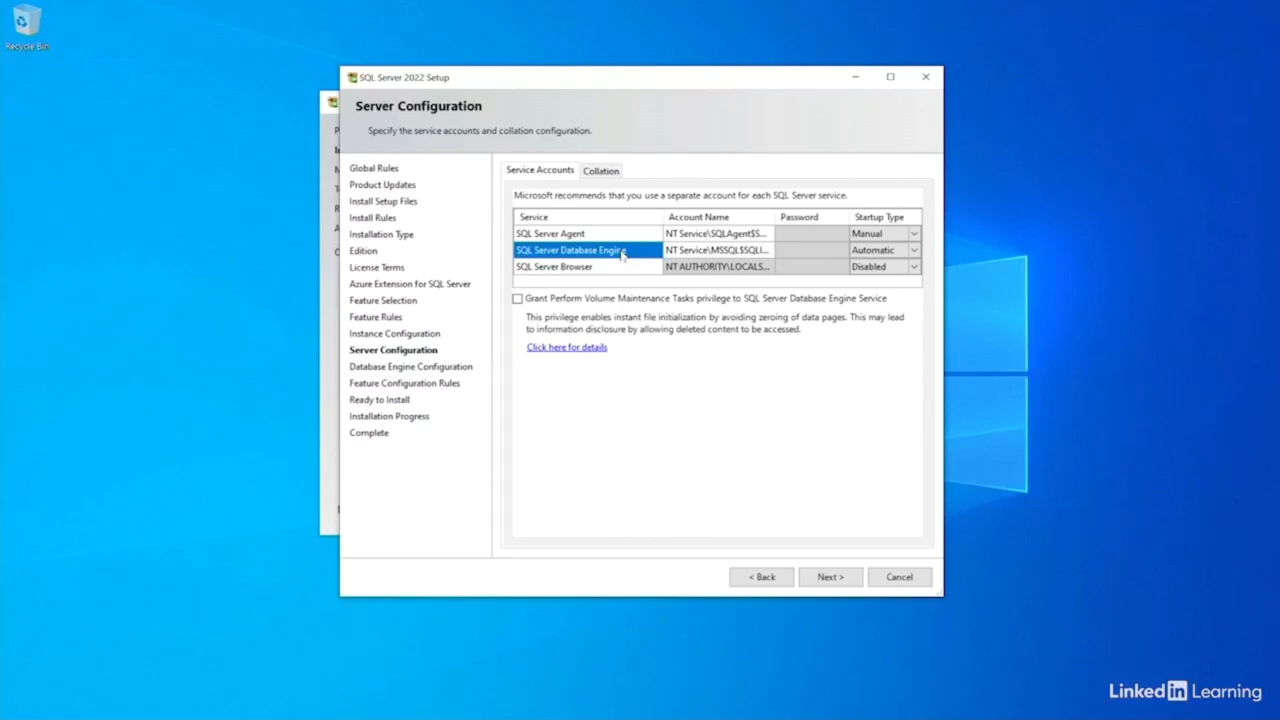 Recycle Bin
SQL Server 2022 Setup
Server Configuration
Specify the service accounts and collation configuration.
Global Rules
Product Updates
Install Setup Files
Install Rules
Installation Type
Edition
License Terms
Azure Extension for SQL Server
Feature Selection
Feature Rules
Instance Configuration
Server Configuration
Database Engine Configuration
Feature Configuration Rules
Ready to Install
Installation Progress
Complete
Service Accounts Collation
Microsoft recommends that you use a separate account for each SQL Server service.
Service Account Name Password Startup Type
SQL Server Agent NT Service\SQLAgent$S... Manual
SQL Server Database Engine NT Service\MSSQL$SQLI... Automatic
SQL Server Browser NT AUTHORITY\LOCALS... Disabled
Grant Perform Volume Maintenance Tasks privilege to SQL Server Database Engine Service
This privilege enables instant file initialization by avoiding zeroing of data pages. This may lead
to information disclosure by allowing deleted content to be accessed.
Click here for details
< Back Next > Cancel
LinkedIn Learning